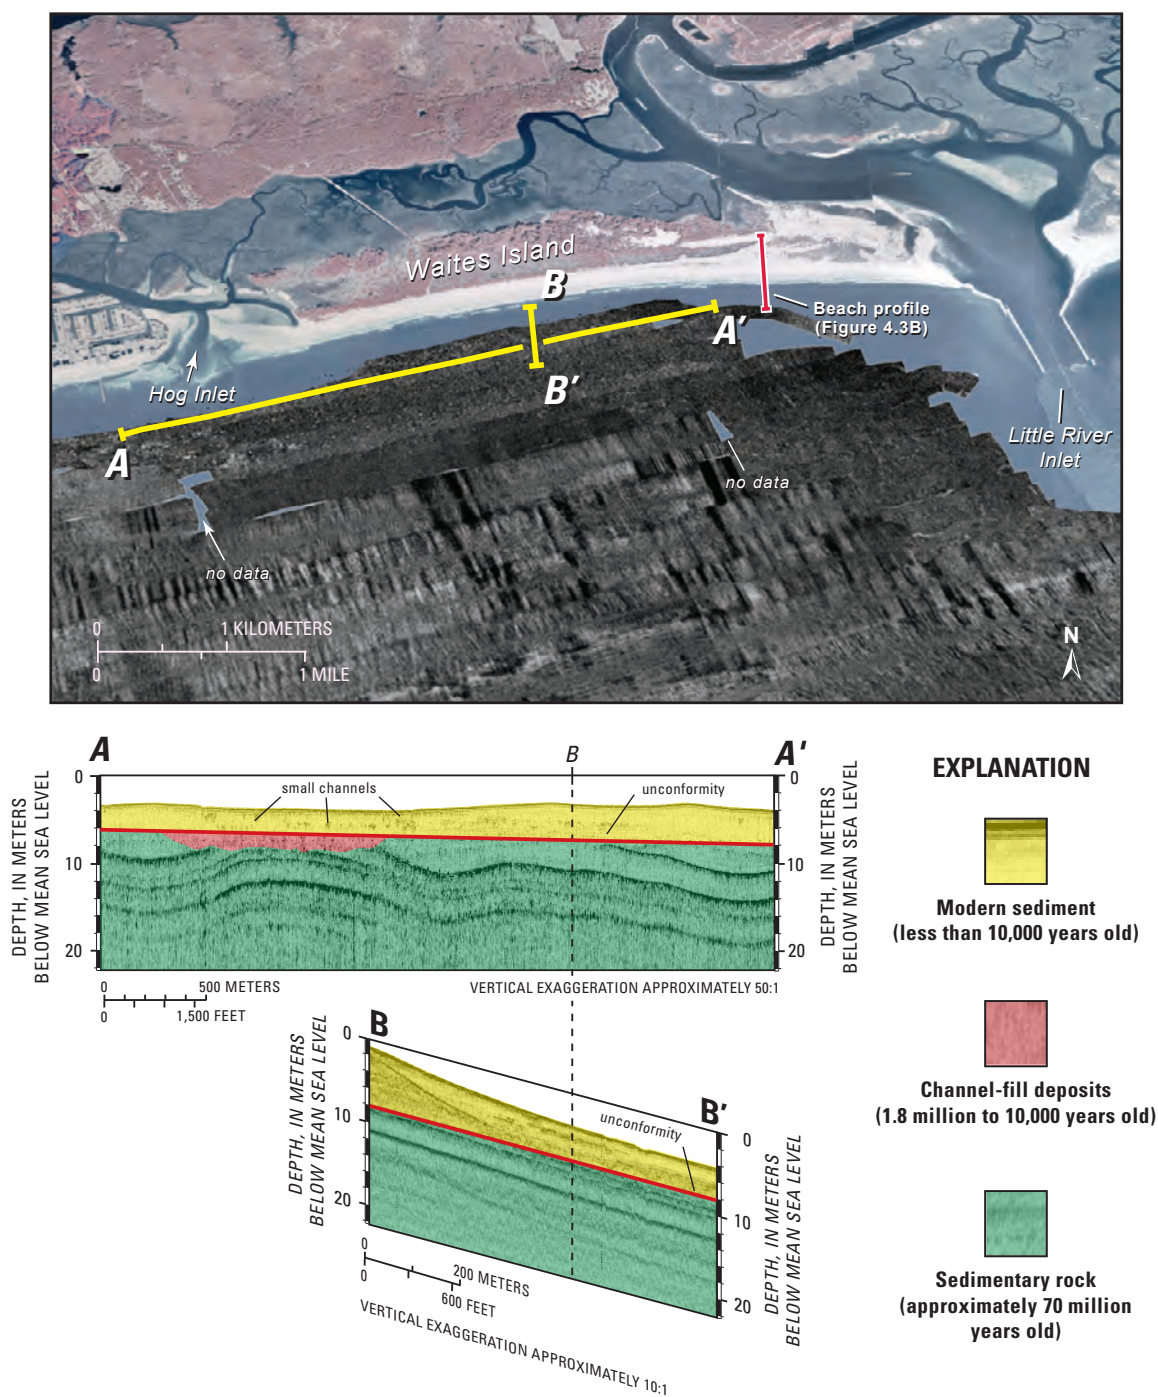 Waites Island
B
Beach profile
(Figure 4.3B)
A'
B'
Hog Inlet
A
Little River
Inlet
no data
no data
0
1 KILOMETERS
0
1 MILE
N
A
B
A'
0
10
20
DEPTH, IN METERS
BELOW MEAN SEA LEVEL
small channels
unconformity
0
10
20
DEPTH, IN METERS
BELOW MEAN SEA LEVEL
0
500 METERS
0
1,500 FEET
VERTICAL EXAGGERATION APPROXIMATELY 50:1
B
0
10
20
DEPTH, IN METERS
BELOW MEAN SEA LEVEL
unconformity
B'
0
10
20
DEPTH, IN METERS
BELOW MEAN SEA LEVEL
0
200 METERS
0
600 FEET
VERTICAL EXAGGERATION APPROXIMATELY 10:1
EXPLANATION
Modern sediment
(less than 10,000 years old)
Channel-fill deposits
(1.8 million to 10,000 years old)
Sedimentary rock
(approximately 70 million
years old)